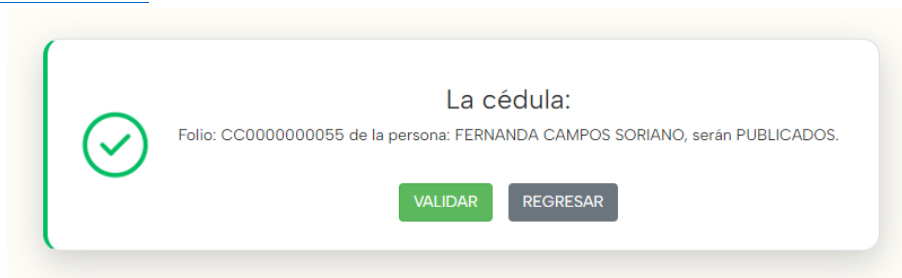 La cédula:
Folio: CC0000000055 de la persona: FERNANDA CAMPOS SORIANO, serán PUBLICADOS.
VALIDAR REGRESAR